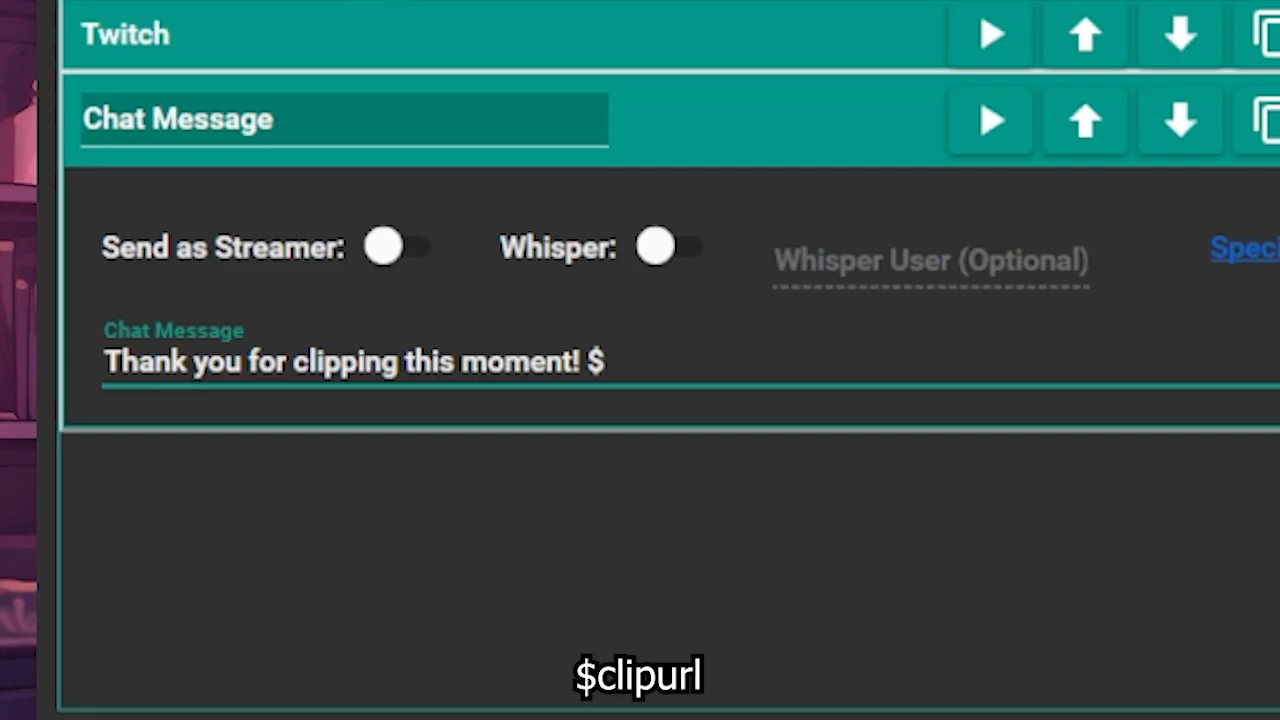 Twitch
Chat Message
Send as Streamer:
Whisper:
Whisper User (Optional)
Chat Message
Thank you for clipping this moment! $
$clipurl